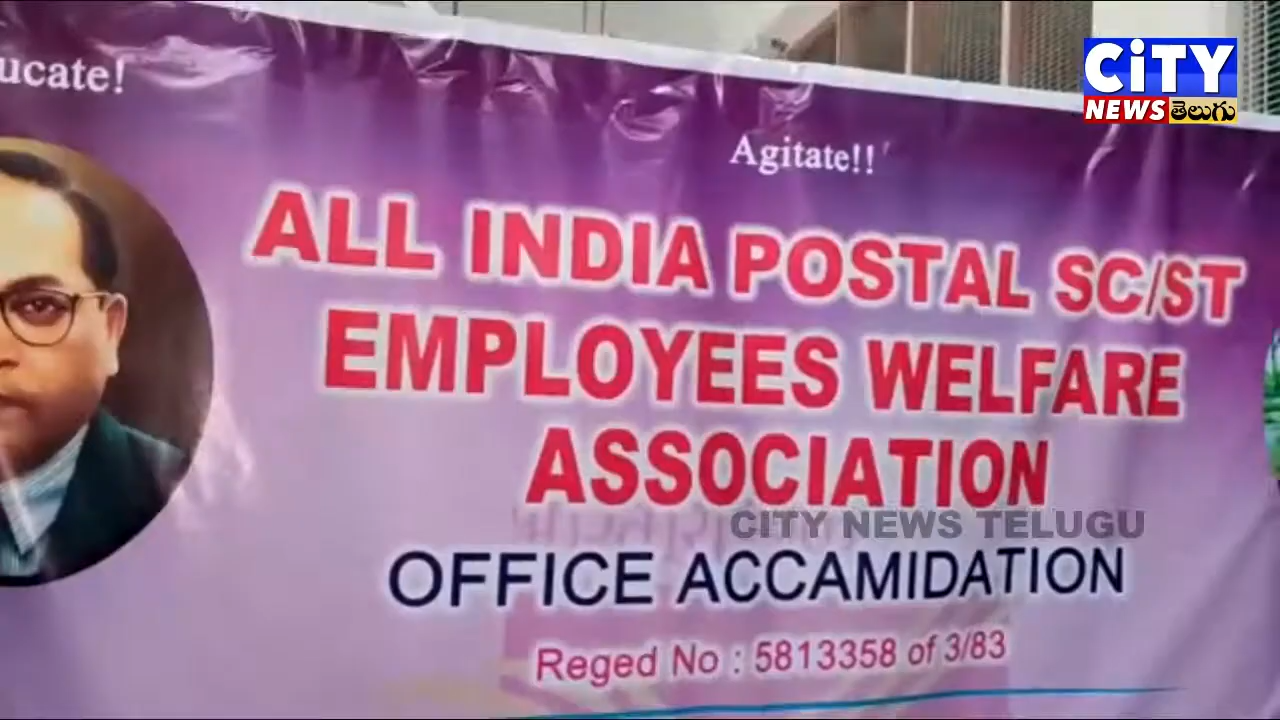 CiTY
NEWS తెలుగు
ucate!
Agitate!!
ALL INDIA POSTAL SC/ST
EMPLOYEES WELFARE
ASSOCIATION
CITY NEWS TELUGU
OFFICE ACCAMIDATION
Reged No : 5813358 of 3/83